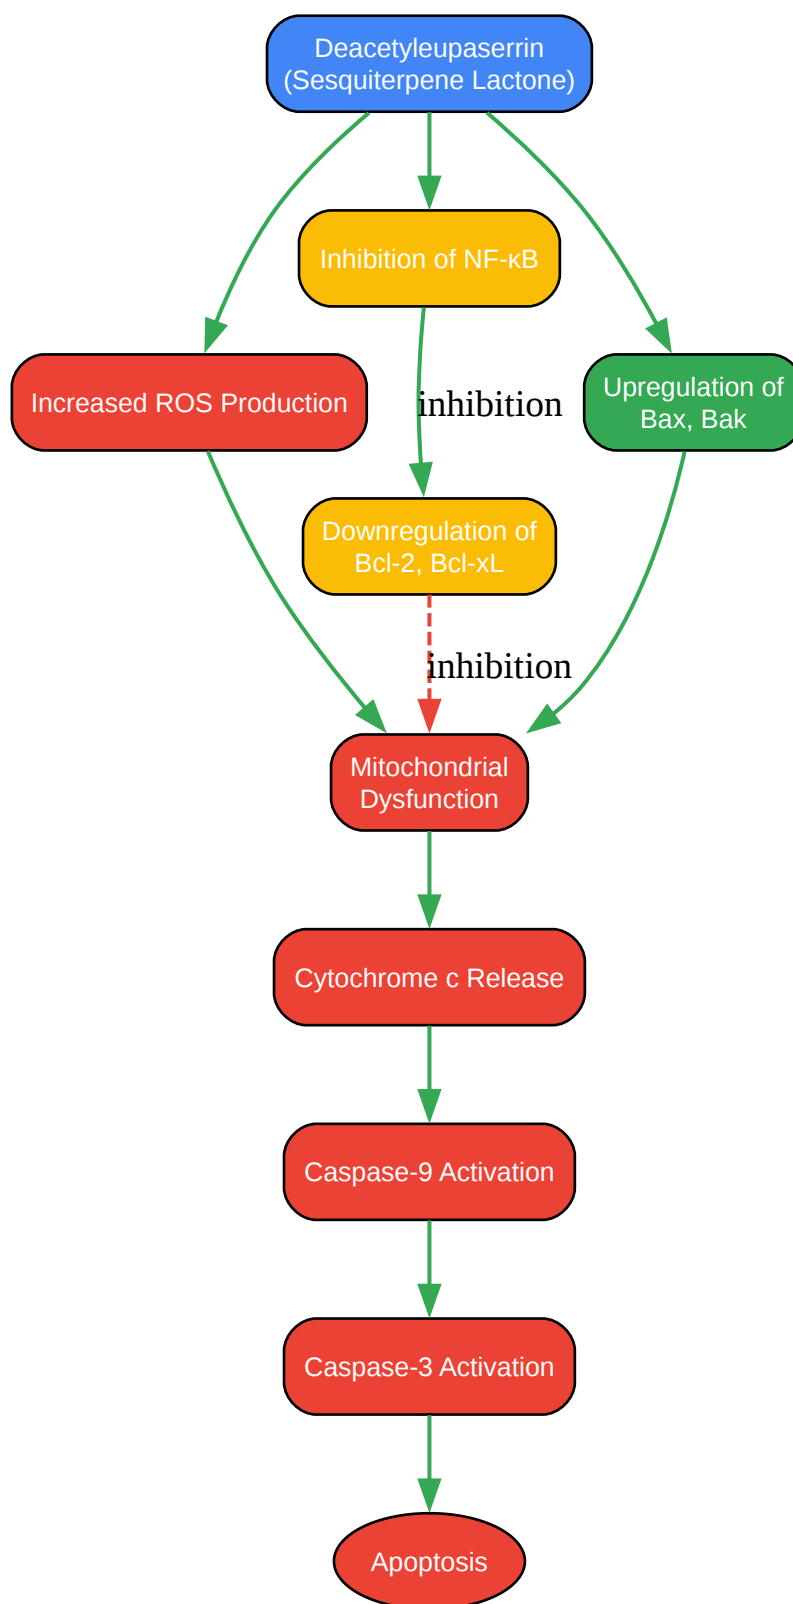 Deacetyleupaserrin
(Sesquiterpene Lactone)
Inhibition of NF-κB
Increased ROS Production
inhibition
Upregulation of
Bax, Bak
Downregulation of
Bcl-2, Bcl-xL
inhibition
Mitochondrial
Dysfunction
Cytochrome c Release
Caspase-9 Activation
Caspase-3 Activation
Apoptosis